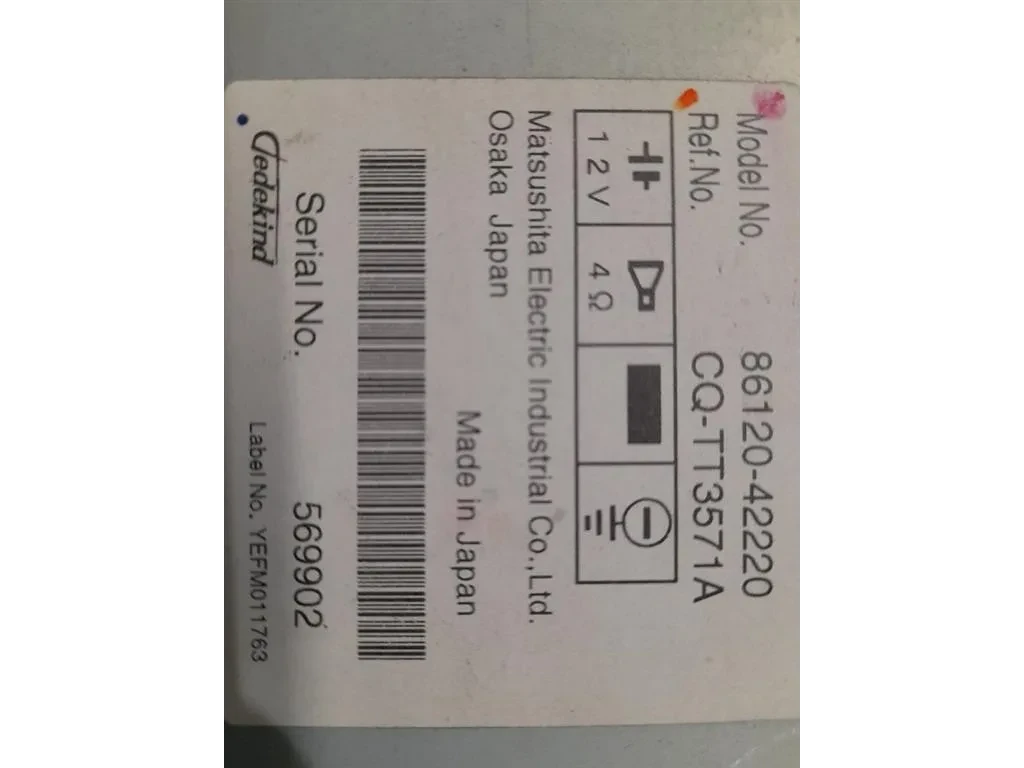 Model No. 86120-42220
Ref.No. CQ-TT3571A
12V 4Ω
Matsushita Electric Industrial Co.,Ltd.
Osaka Japan
Made in Japan
Serial No. 569902
Tedekind
Label No. YEFM011763